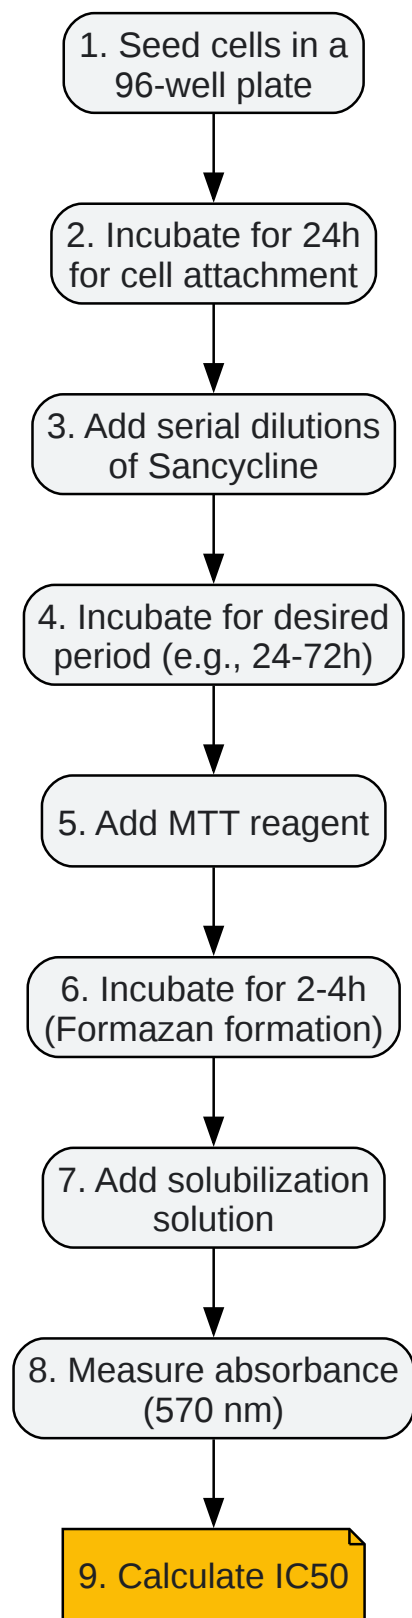 1. Seed cells in a
96-well plate
2. Incubate for 24h
for cell attachment
3. Add serial dilutions
of Sancycline
4. Incubate for desired
period (e.g., 24-72h)
5. Add MTT reagent
6. Incubate for 2-4h
(Formazan formation)
7. Add solubilization
solution
8. Measure absorbance
(570 nm)
9. Calculate IC50